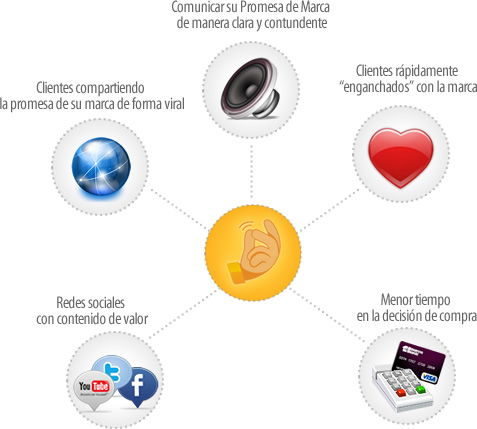 Comunicar su Promesa de Marca
de manera clara y contundente
Clientes compartiendo
la promesa de su marca de forma viral
Clientes rápidamente
“enganchados” con la marca
Redes sociales
con contenido de valor
Menor tiempo
en la decisión de compra
You Tube
VISA